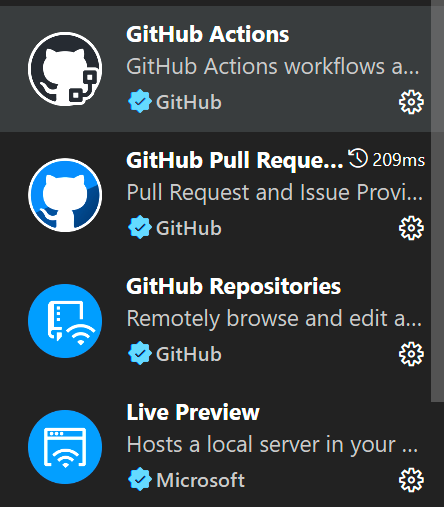 GitHub Actions
GitHub Actions workflows a...
GitHub
GitHub Pull Reque... 209ms
Pull Request and Issue Provi...
GitHub
GitHub Repositories
Remotely browse and edit a...
GitHub
Live Preview
Hosts a local server in your ...
Microsoft